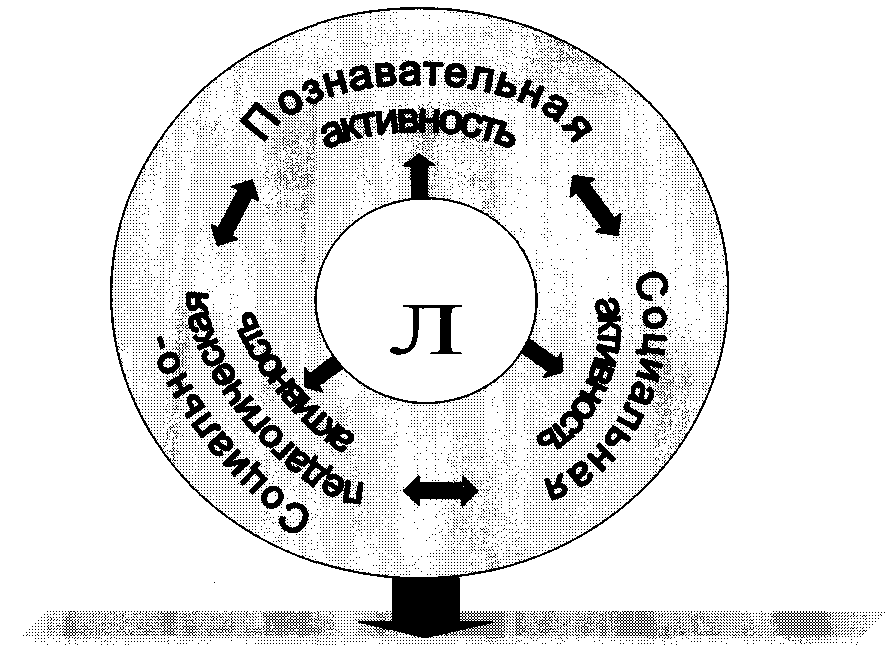 Познавательная
активность
Социальная
активность
Социально-
педагогическая
активность
Л